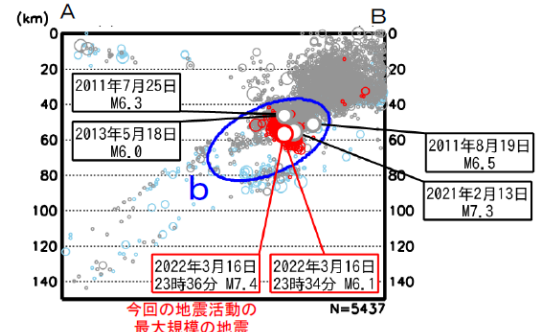 A
B
(km)
0
20
40
60
80
100
120
140
0
20
40
60
80
100
120
140
2011年7月25日
M6.3
2013年5月18日
M6.0
2011年8月19日
M6.5
2021年2月13日
M7.3
b
2022年3月16日
23時36分 M7.4
2022年3月16日
23時34分 M6.1
今回の地震活動の
最大規模の地震
N=5437